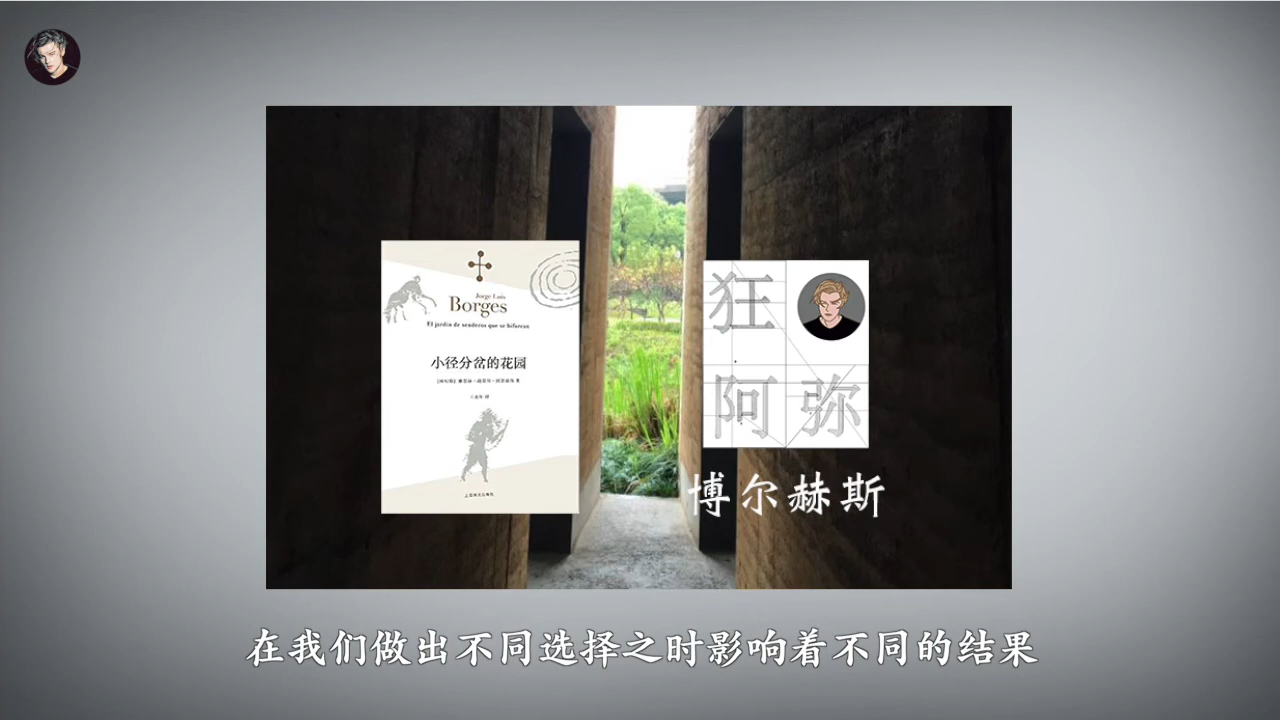 Jorge Luis
Borges
El jardín de senderos que se bifurcan
小径分岔的花园
狂
阿弥
博尔赫斯
在我们做出不同选择之时影响着不同的结果